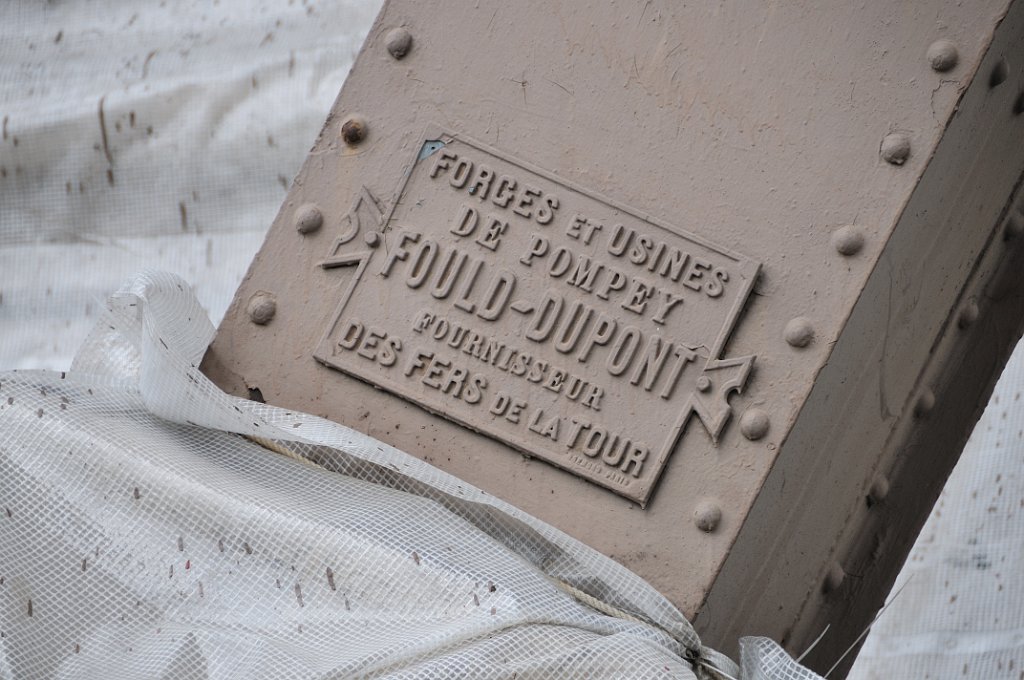 FORGES ET USINES
DE POMPEY
FOULD-DUPONT
FOURNISSEUR
DES FERS DE LA TOUR